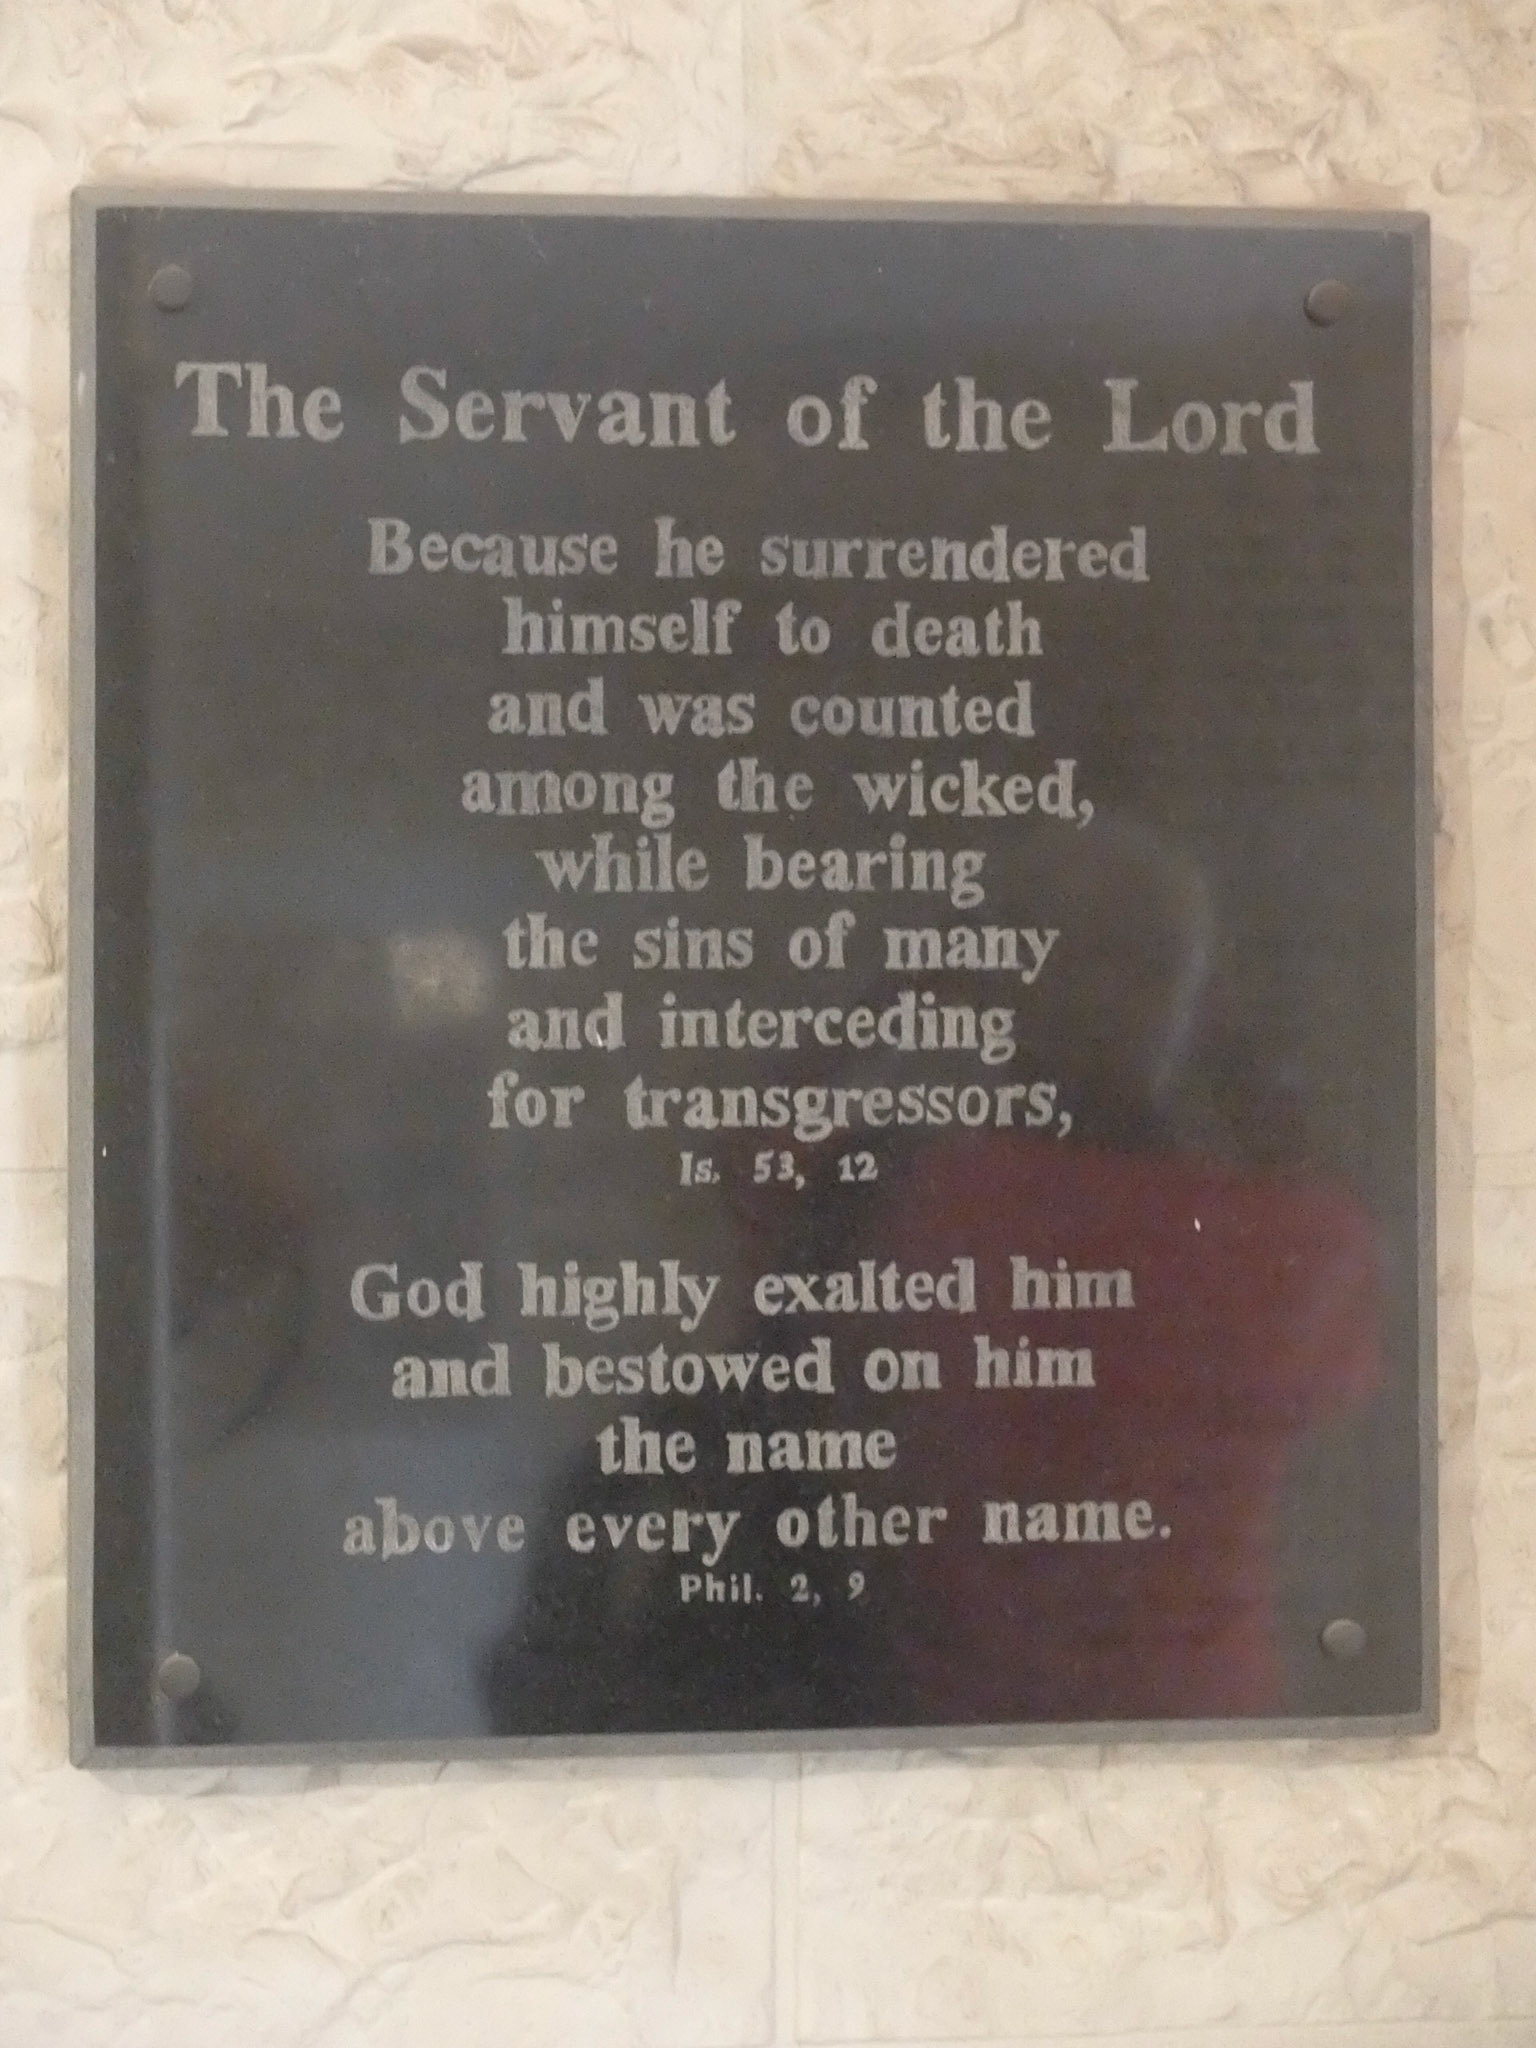 The Servant of the Lord
Because he surrendered
himself to death
and was counted
among the wicked,
while bearing
the sins of many
and interceding
for transgressors,
Is. 53, 12
God highly exalted him
and bestowed on him
the name
above every other name.
Phil. 2, 9